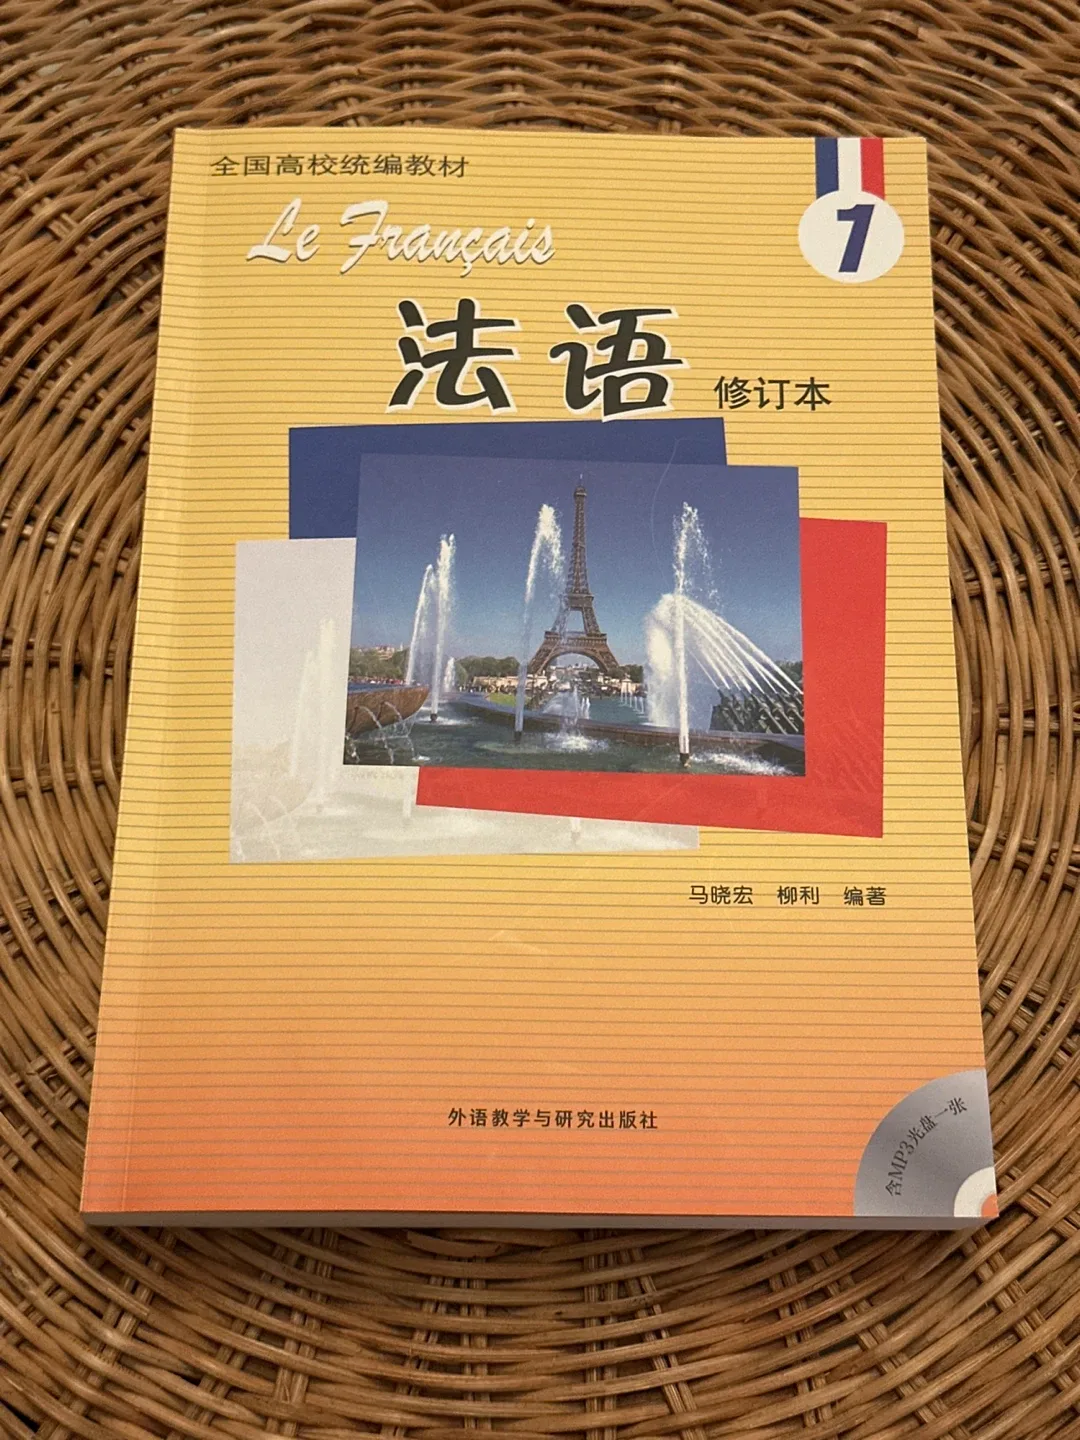 全国高校统编教材
1
Le Français
法语 修订本
马晓宏 柳利 编著
外语教学与研究出版社
含MP3光盘一张